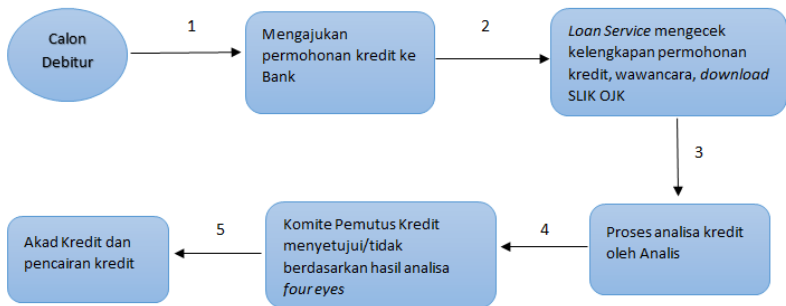 Calon
Debitur
1
Mengajukan
permohonan kredit ke
Bank
2
Loan Service mengecek
kelengkapan permohonan
kredit, wawancara, download
SLIK OJK
3
Proses analisa kredit
oleh Analis
4
Komite Pemutus Kredit
menyetujui/tidak
berdasarkan hasil analisa
four eyes
5
Akad Kredit dan
pencairan kredit